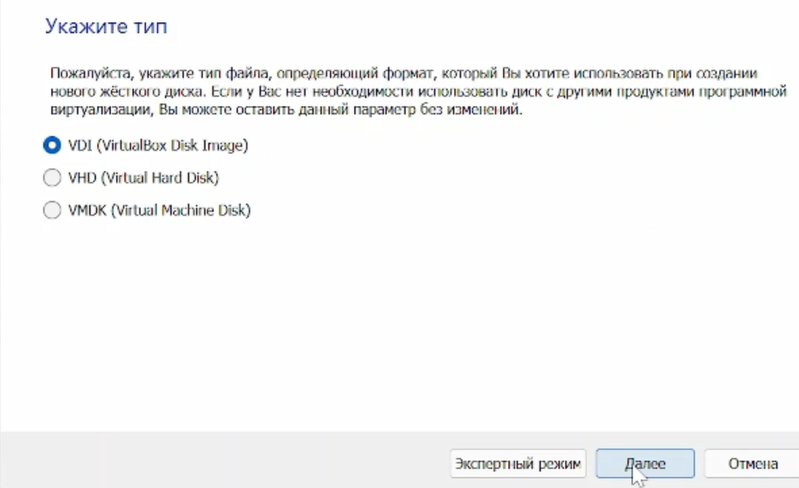 Укажите тип
Пожалуйста, укажите тип файла, определяющий формат, который Вы хотите использовать при создании
нового жёсткого диска. Если у Вас нет необходимости использовать диск с другими продуктами программной
виртуализации, Вы можете оставить данный параметр без изменений.
VDI (VirtualBox Disk Image)
VHD (Virtual Hard Disk)
VMDK (Virtual Machine Disk)
Экспертный режим
Далее
Отмена